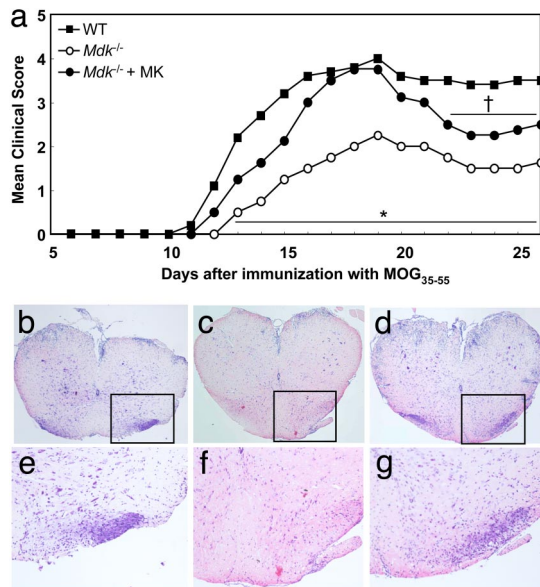 a
WT
Mdk-/-
Mdk-/- + MK
†
*
5
4
3
2
1
0
Mean Clinical Score
5 10 15 20 25
Days after immunization with MOG35-55
b c d
e f g